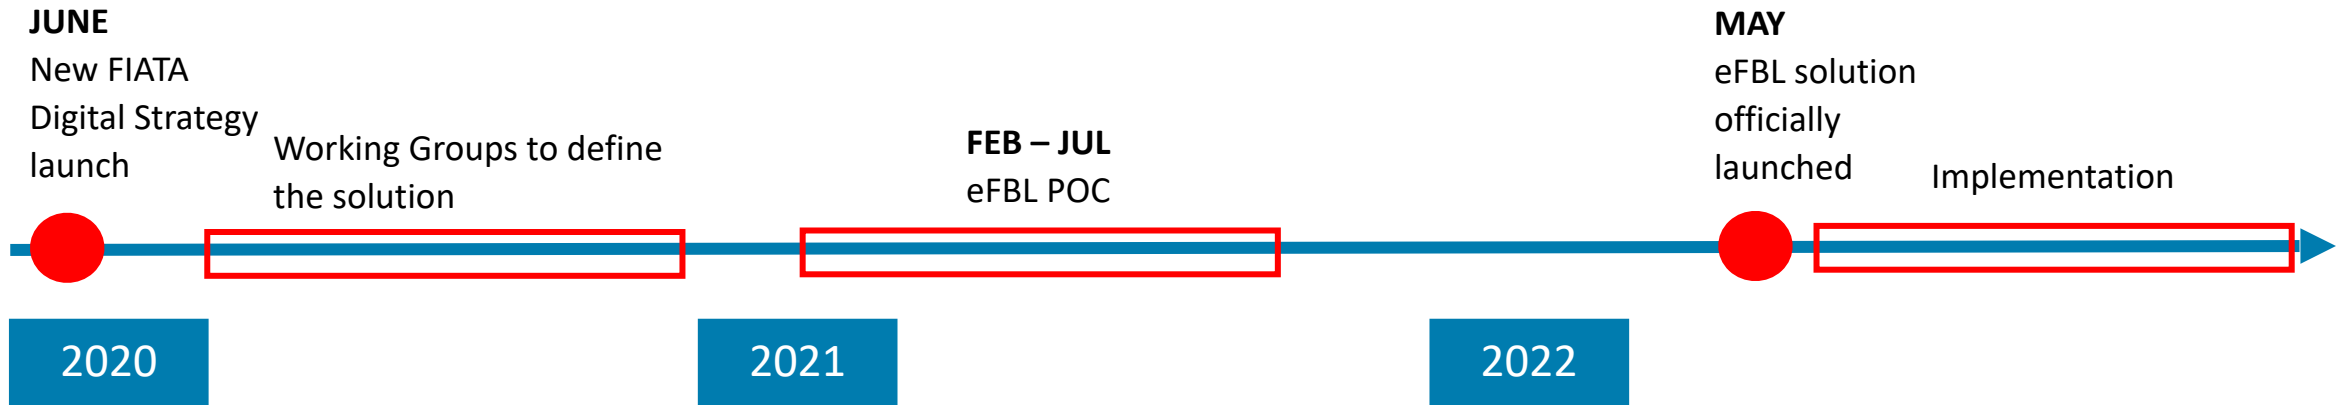 JUNE
New FIATA
Digital Strategy
launch
Working Groups to define
the solution
FEB – JUL
eFBL POC
MAY
eFBL solution
officially
launched
Implementation
2020
2021
2022